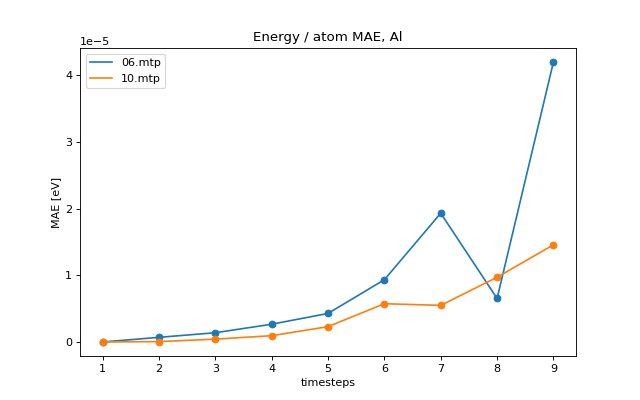 Energy / atom MAE, Al
1e−5
06.mtp
10.mtp
4
3
2
1
0
MAE [eV]
1 2 3 4 5 6 7 8 9
timesteps